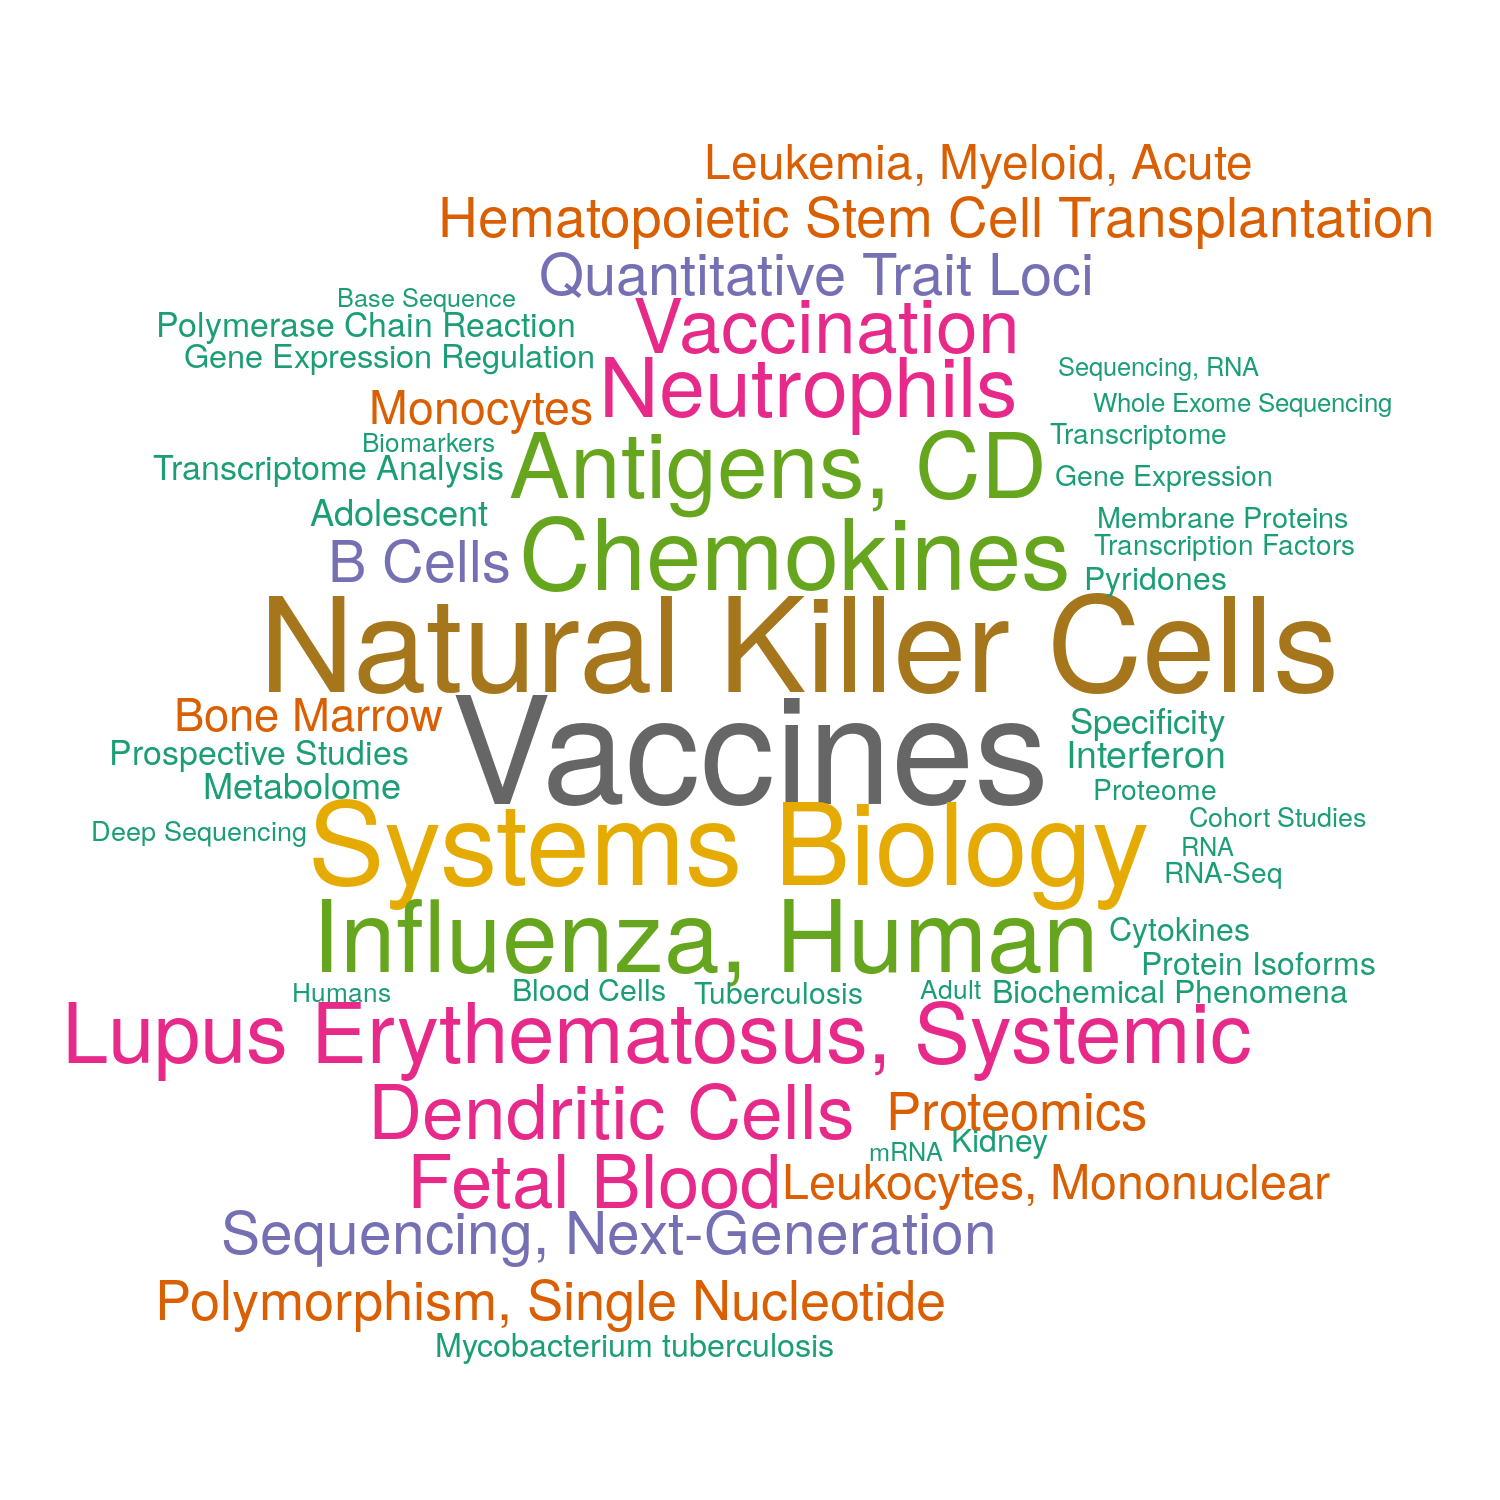 Leukemia, Myeloid, Acute
Hematopoietic Stem Cell Transplantation
Quantitative Trait Loci
Base Sequence
Vaccination
Polymerase Chain Reaction
Gene Expression Regulation
Sequencing, RNA
Neutrophils
Whole Exome Sequencing
Monocytes
Transcriptome
Biomarkers
Antigens, CD
Transcriptome Analysis
Gene Expression
Adolescent
Membrane Proteins
Transcription Factors
Chemokines
B Cells
Pyridones
Natural Killer Cells
Bone Marrow
Specificity
Vaccines
Prospective Studies
Interferon
Metabolome
Proteome
Cohort Studies
Deep Sequencing
Systems Biology
RNA
RNA-Seq
Cytokines
Influenza, Human
Protein Isoforms
Humans
Blood Cells
Tuberculosis
Adult
Biochemical Phenomena
Lupus Erythematosus, Systemic
Dendritic Cells
Proteomics
Kidney
mRNA
Fetal Blood
Leukocytes, Mononuclear
Sequencing, Next-Generation
Polymorphism, Single Nucleotide
Mycobacterium tuberculosis